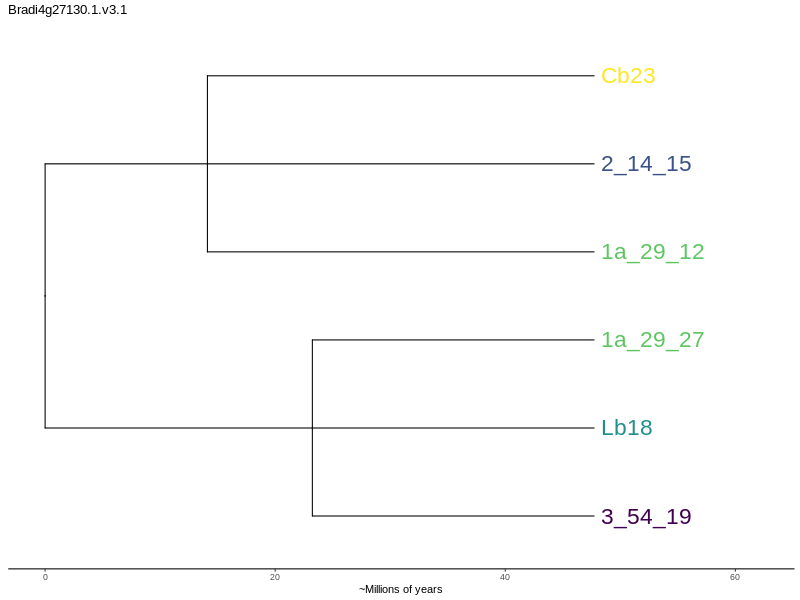 Bradi4g27130.1.v3.1
Cb23
2_14_15
1a_29_12
1a_29_27
Lb18
3_54_19
0 20 40 60
~Millions of years